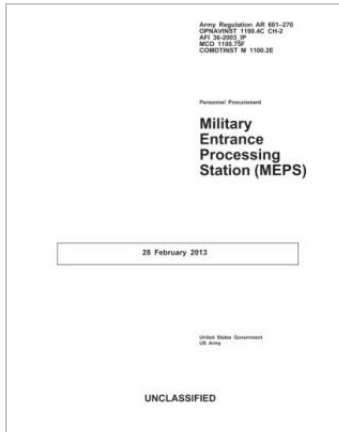 Army Regulation AR 601–270
OPNAVINST 1100.4C CH-2
AFI 36-2003_IP
MCO 1100.75F
COMDTINST M 1100.2E
Personnel Procurement
Military
Entrance
Processing
Station (MEPS)
28 February 2013
United States Government
US Army
UNCLASSIFIED